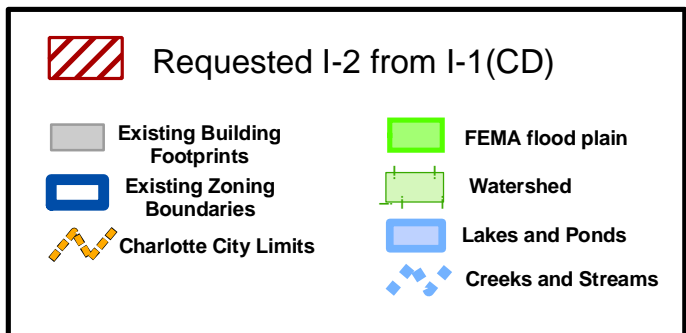 Requested I-2 from I-1(CD)
Existing Building
Footprints
Existing Zoning
Boundaries
Charlotte City Limits
FEMA flood plain
Watershed
Lakes and Ponds
Creeks and Streams